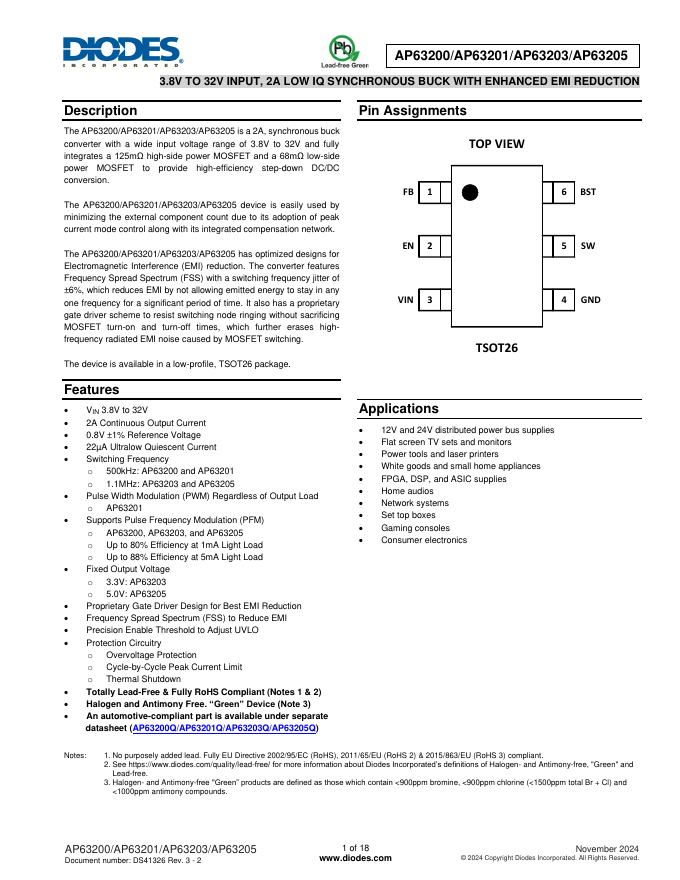 DIODES
INCORPORATED
Pb
Lead-free Green
AP63200/AP63201/AP63203/AP63205
3.8V TO 32V INPUT, 2A LOW IQ SYNCHRONOUS BUCK WITH ENHANCED EMI REDUCTION
Description
The AP63200/AP63201/AP63203/AP63205 is a 2A, synchronous buck
converter with a wide input voltage range of 3.8V to 32V and fully
integrates a 125mΩ high-side power MOSFET and a 68mΩ low-side
power MOSFET to provide high-efficiency step-down DC/DC
conversion.
The AP63200/AP63201/AP63203/AP63205 device is easily used by
minimizing the external component count due to its adoption of peak
current mode control along with its integrated compensation network.
The AP63200/AP63201/AP63203/AP63205 has optimized designs for
Electromagnetic Interference (EMI) reduction. The converter features
Frequency Spread Spectrum (FSS) with a switching frequency jitter of
±6%, which reduces EMI by not allowing emitted energy to stay in any
one frequency for a significant period of time. It also has a proprietary
gate driver scheme to resist switching node ringing without sacrificing
MOSFET turn-on and turn-off times, which further erases high-
frequency radiated EMI noise caused by MOSFET switching.
The device is available in a low-profile, TSOT26 package.
Features
• VIN 3.8V to 32V
• 2A Continuous Output Current
• 0.8V ±1% Reference Voltage
• 22µA Ultralow Quiescent Current
• Switching Frequency
o 500kHz: AP63200 and AP63201
o 1.1MHz: AP63203 and AP63205
• Pulse Width Modulation (PWM) Regardless of Output Load
o AP63201
• Supports Pulse Frequency Modulation (PFM)
o AP63200, AP63203, and AP63205
o Up to 80% Efficiency at 1mA Light Load
o Up to 88% Efficiency at 5mA Light Load
• Fixed Output Voltage
o 3.3V: AP63203
o 5.0V: AP63205
• Proprietary Gate Driver Design for Best EMI Reduction
• Frequency Spread Spectrum (FSS) to Reduce EMI
• Precision Enable Threshold to Adjust UVLO
• Protection Circuitry
o Overvoltage Protection
o Cycle-by-Cycle Peak Current Limit
o Thermal Shutdown
• Totally Lead-Free & Fully RoHS Compliant (Notes 1 & 2)
• Halogen and Antimony Free. “Green” Device (Note 3)
• An automotive-compliant part is available under separate
datasheet (AP63200Q/AP63201Q/AP63203Q/AP63205Q)
Pin Assignments
TOP VIEW
FB 1 6 BST
EN 2 5 SW
VIN 3 4 GND
TSOT26
Applications
• 12V and 24V distributed power bus supplies
• Flat screen TV sets and monitors
• Power tools and laser printers
• White goods and small home appliances
• FPGA, DSP, and ASIC supplies
• Home audios
• Network systems
• Set top boxes
• Gaming consoles
• Consumer electronics
Notes: 1. No purposely added lead. Fully EU Directive 2002/95/EC (RoHS), 2011/65/EU (RoHS 2) & 2015/863/EU (RoHS 3) compliant.
2. See https://www.diodes.com/quality/lead-free/ for more information about Diodes Incorporated’s definitions of Halogen- and Antimony-free, "Green" and
Lead-free.
3. Halogen- and Antimony-free "Green” products are defined as those which contain <900ppm bromine, <900ppm chlorine (<1500ppm total Br + Cl) and
<1000ppm antimony compounds.
AP63200/AP63201/AP63203/AP63205
Document number: DS41326 Rev. 3 - 2
1 of 18
www.diodes.com
November 2024
© 2024 Copyright Diodes Incorporated. All Rights Reserved.